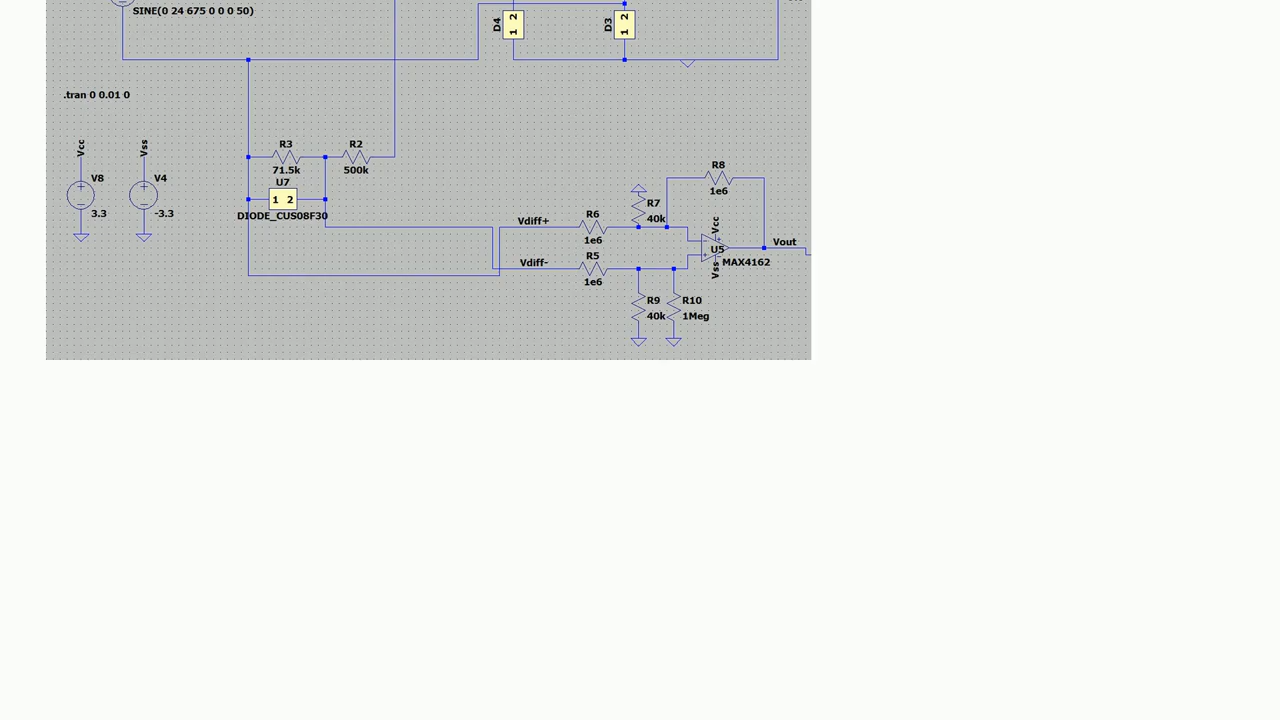 SINE(0 24 675 0 0 0 50)
D4
1 2
D3
1 2
.tran 0 0.01 0
Vcc
Vss
V8
3.3
V4
-3.3
R3
71.5k
R2
500k
U7
1 2
DIODE_CUS08F30
Vdiff+
Vdiff-
R6
1e6
R5
1e6
R7
40k
R8
1e6
Vcc
U5
Vss
MAX4162
Vout
R9
40k
R10
1Meg